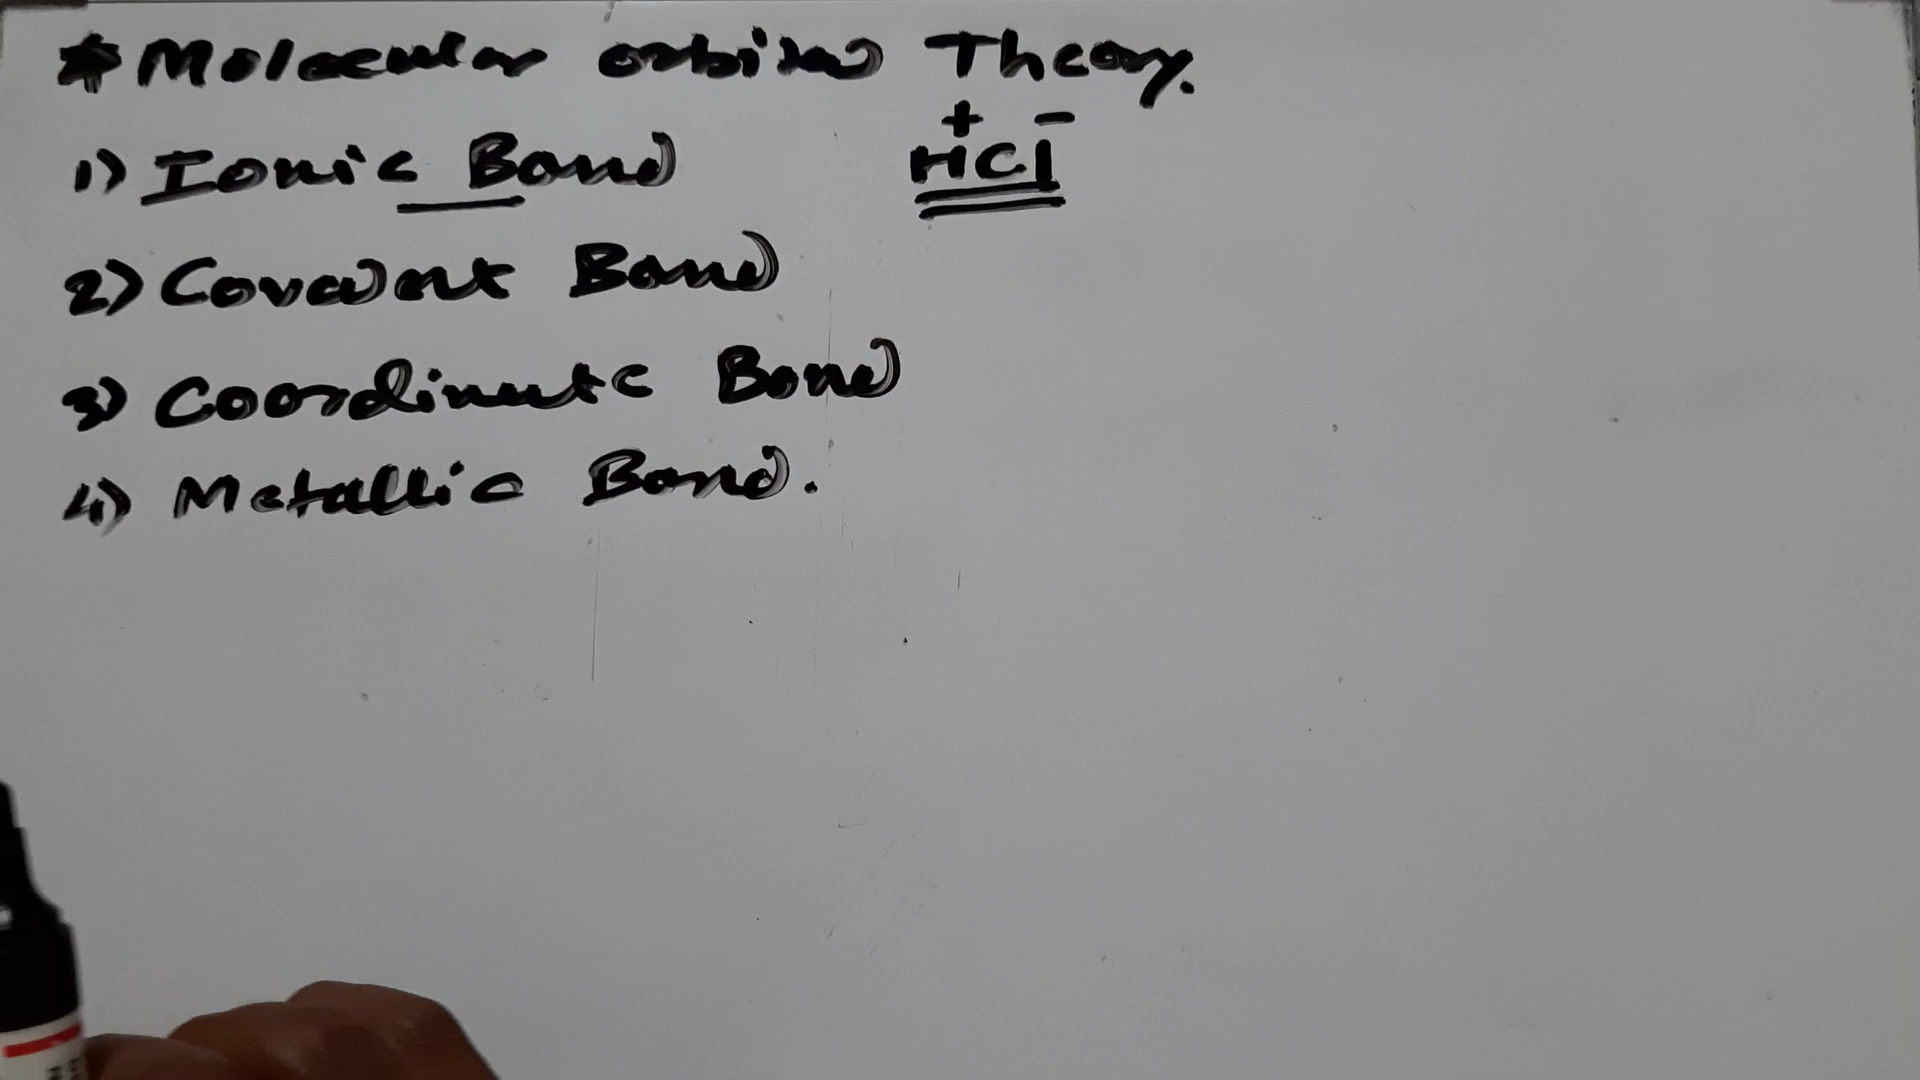 * Molecular orbital Theory.
+ -
1) Ionic Bond HCl
2) Covalent Bond
3) Coordinate Bond
4) Metallic Bond.